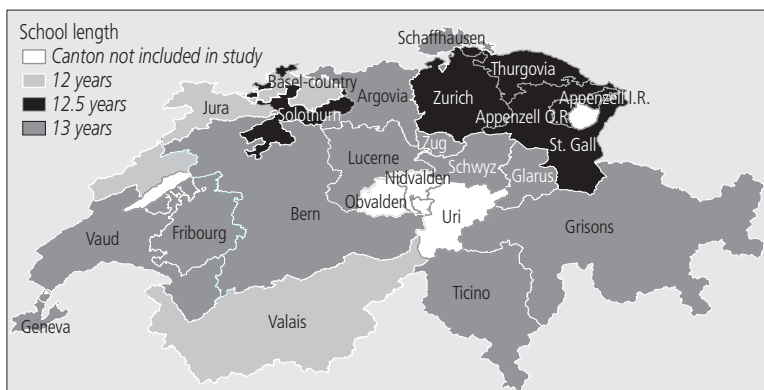 School length
Canton not included in study
12 years
12.5 years
13 years
Schaffhausen
Thurgovia
Basel-country
Jura
Argovia
Zurich
Appenzell I.R.
Solothurn
Appenzell O.R.
Zug
St. Gall
Lucerne
Schwyz
Nidvalden
Glarus
Obvalden
Bern
Uri
Vaud
Fribourg
Grisons
Ticino
Geneva
Valais